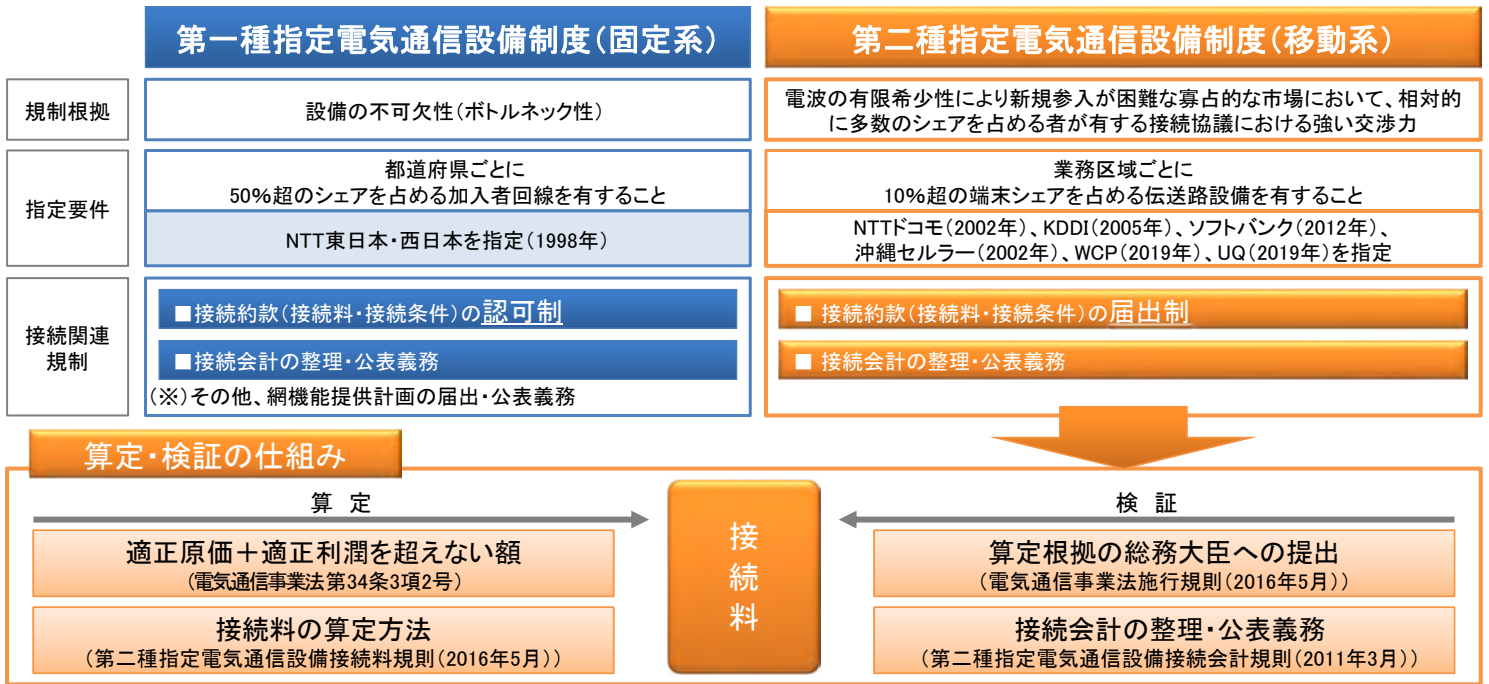 第一種指定電気通信設備制度(固定系)
第二種指定電気通信設備制度(移動系)
規制根拠
設備の不可欠性(ボトルネック性)
電波の有限希少性により新規参入が困難な寡占的な市場において、相対的
に多数のシェアを占める者が有する接続協議における強い交渉力
指定要件
都道府県ごとに
50%超のシェアを占める加入者回線を有すること
NTT東日本・西日本を指定(1998年)
業務区域ごとに
10%超の端末シェアを占める伝送路設備を有すること
NTTドコモ(2002年)、KDDI(2005年)、ソフトバンク(2012年)、
沖縄セルラー(2002年)、WCP(2019年)、UQ(2019年)を指定
接続関連
規制
■接続約款(接続料・接続条件)の認可制
■接続会計の整理・公表義務
(※)その他、網機能提供計画の届出・公表義務
■ 接続約款(接続料・接続条件)の届出制
■ 接続会計の整理・公表義務
算定・検証の仕組み
算 定
適正原価+適正利潤を超えない額
(電気通信事業法第34条3項2号)
接続料の算定方法
(第二種指定電気通信設備接続料規則(2016年5月))
接続料
検 証
算定根拠の総務大臣への提出
(電気通信事業法施行規則(2016年5月))
接続会計の整理・公表義務
(第二種指定電気通信設備接続会計規則(2011年3月))